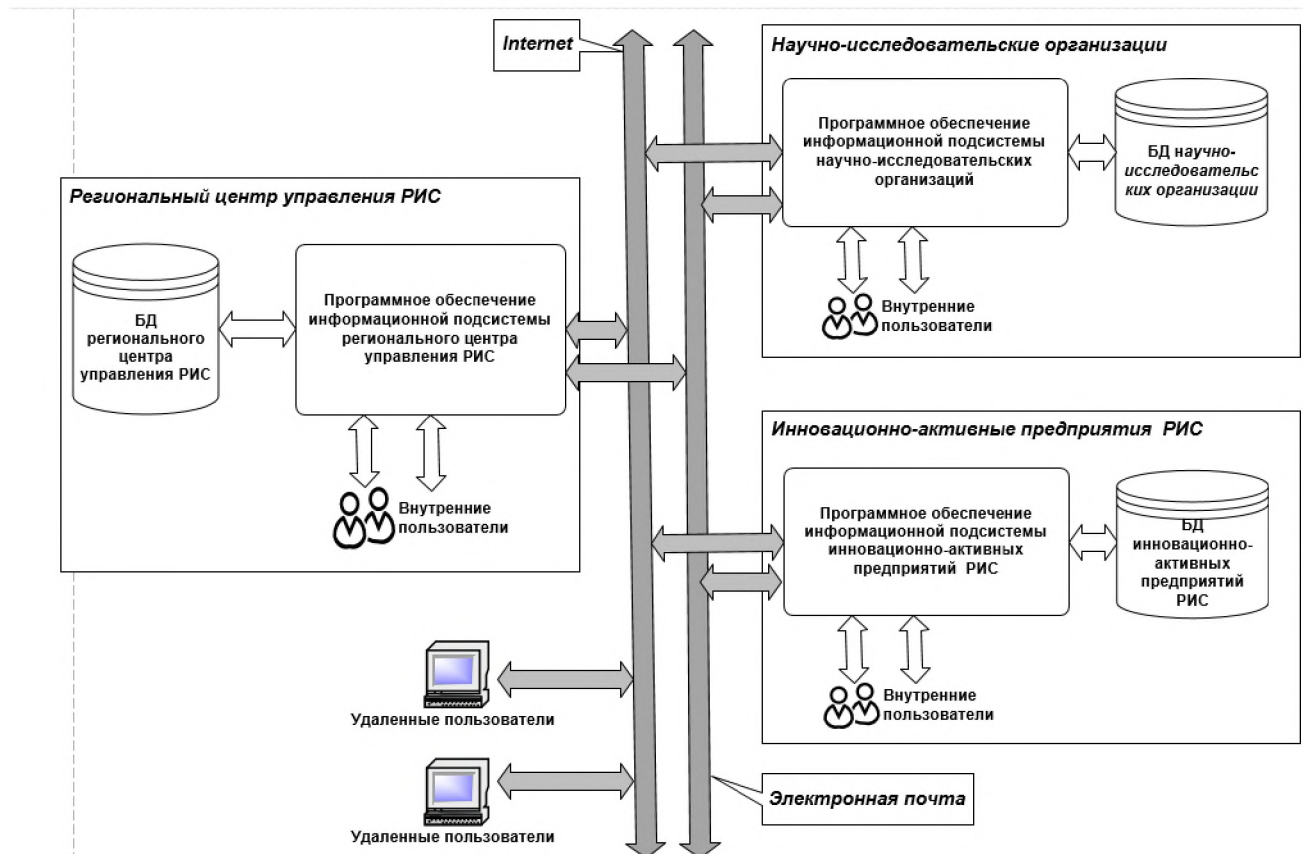 Internet
Научно-исследовательские организации
Программное обеспечение
информационной подсистемы
научно-исследовательских
организаций
БД научно-
исследовательс
ких организации
Внутренние
пользователи
Региональный центр управления РИС
БД
регионального
центра
управления РИС
Программное обеспечение
информационной подсистемы
регионального центра
управления РИС
Внутренние
пользователи
Инновационно-активные предприятия РИС
Программное обеспечение
информационной подсистемы
инновационно-активных
предприятий РИС
БД
инновационно-
активных
предприятий
РИС
Внутренние
пользователи
Удаленные пользователи
Электронная почта
Удаленные пользователи